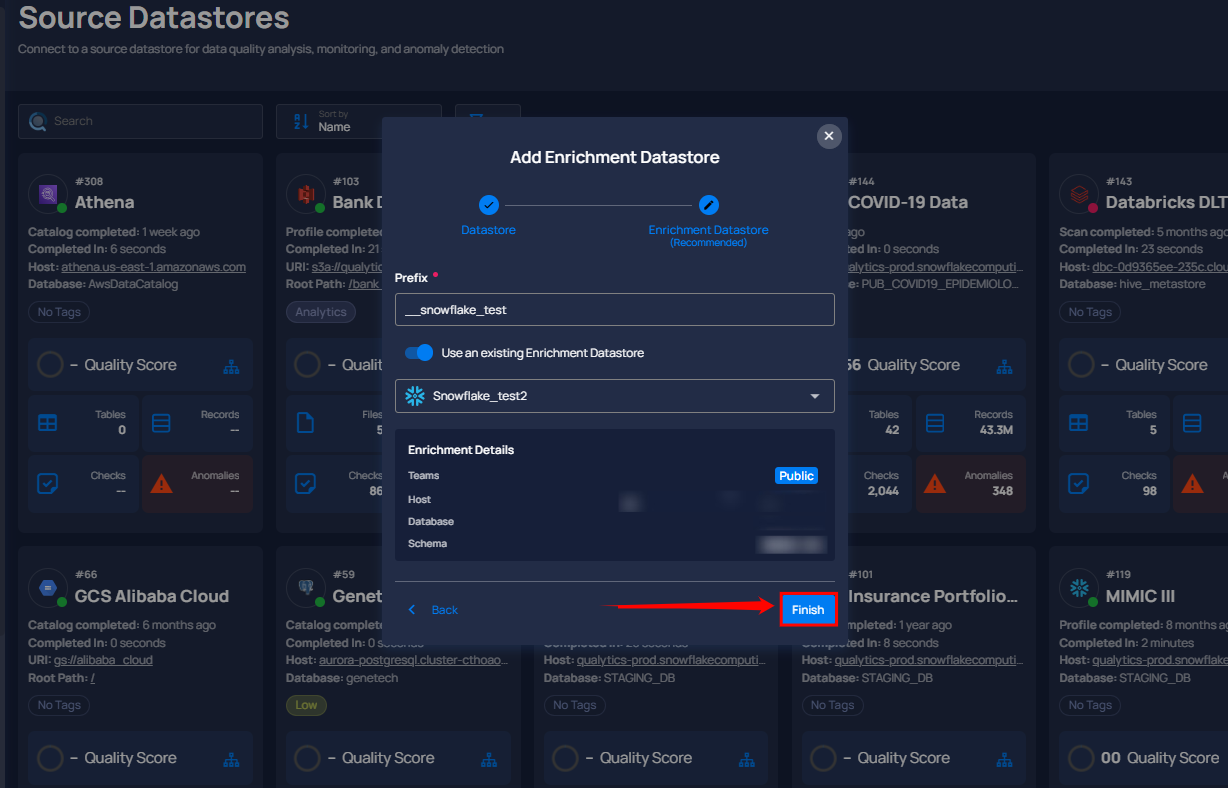 Source Datastores
Connect to a source datastore for data quality analysis, monitoring, and anomaly detection
Search
Sort by
Name
Add Enrichment Datastore
Datastore
Enrichment Datastore
(Recommended)
Prefix *
__snowflake_test
Use an existing Enrichment Datastore
Snowflake_test2
Enrichment Details
Teams
Public
Host
Database
Schema
Back
Finish
#308
Athena
Catalog completed: 1 week ago
Completed In: 6 seconds
Host: athena.us-east-1.amazonaws.com
Database: AwsDataCatalog
No Tags
– Quality Score
Tables
0
Records
--
Checks
--
Anomalies
--
#103
Bank
Profile complete
Completed In: 21
URI: s3a://qualytic
Root Path: /bank
Analytics
– Quali
Files
5
Checks
86
#144
COVID-19 Data
ago
ed In: 0 seconds
alytics-prod.snowflakecomputi...
e: PUB_COVID19_EPIDEMIOLO...
56 Quality Score
Tables
42
Records
43.3M
Checks
2,044
Anomalies
348
#143
Databricks DLT
Scan completed: 5 months ago
Completed In: 23 seconds
Host: dbc-0d9365ee-235c.clou
Database: hive_metastore
No Tags
– Quality Score
Tables
5
Checks
98
A
#66
GCS Alibaba Cloud
Catalog completed: 6 months ago
Completed In: 0 seconds
URI: gs://alibaba_cloud
Root Path: /
No Tags
– Quality Score
#59
Genet
Catalog complet
Completed In: 0 seconds
Host: aurora-postgresql.cluster-cthoao...
Database: genetech
Low
– Quality Score
Host: qualytics-prod.snowflakecomputi...
Database: STAGING_DB
No Tags
– Quality Score
#101
Insurance Portfolio...
completed: 1 year ago
Completed In: 8 seconds
Host: qualytics-prod.snowflakecomputi...
Database: STAGING_DB
No Tags
– Quality Score
#119
MIMIC III
Profile completed: 8 months ag
Completed In: 2 minutes
Host: qualytics-prod.snowflake
Database: STAGING_DB
No Tags
00 Quality Score